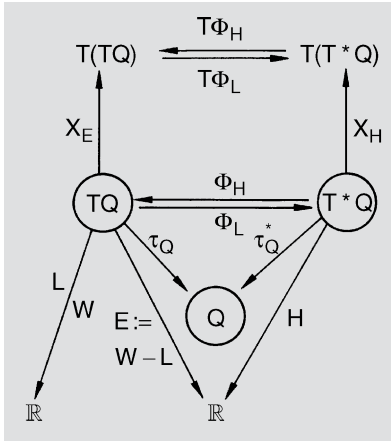 TΦ_H
T(TQ) T(T*Q)
TΦ_L
X_E X_H
Φ_H
TQ T*Q
Φ_L
τ_Q τ*_Q
L
W E:= Q H
W – L
ℝ ℝ